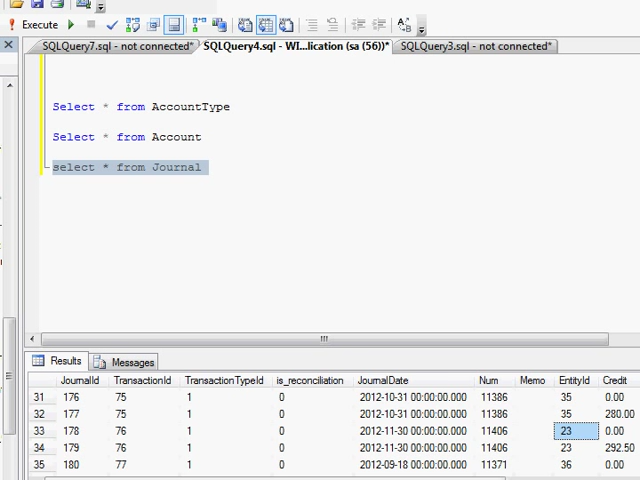 Execute
SQLQuery7.sql - not connected* SQLQuery4.sql - WI...lication (sa (56))* SQLQuery3.sql - not connected*
Select * from AccountType
Select * from Account
select * from Journal
Results Messages
JournalId TransactionId TransactionTypeId is_reconciliation JournalDate Num Memo EntityId Credit
31 176 75 1 0 2012-10-31 00:00:00.000 11386 35 0.00
32 177 75 1 0 2012-10-31 00:00:00.000 11386 35 280.00
33 178 76 1 0 2012-11-30 00:00:00.000 11406 23 0.00
34 179 76 1 0 2012-11-30 00:00:00.000 11406 23 292.50
35 180 77 1 0 2012-09-18 00:00:00.000 11371 36 0.00